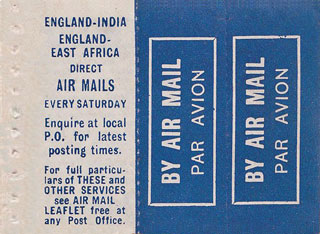 ENGLAND-INDIA
ENGLAND-
EAST AFRICA
DIRECT
AIR MAILS
EVERY SATURDAY
Enquire at local
P.O. for latest
posting times.
For full particu-
lars of THESE and
OTHER SERVICES
see AIR MAIL
LEAFLET free at
any Post Office.
BY AIR MAIL
PAR AVION
BY AIR MAIL
PAR AVION